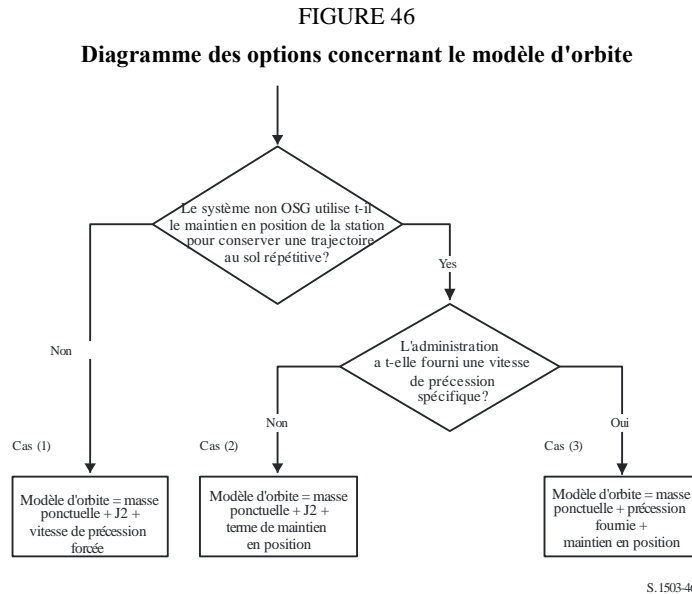 FIGURE 46
Diagramme des options concernant le modèle d'orbite
Le système non OSG utilise t-il
le maintien en position de la station
pour conserver une trajectoire
au sol répétitive?
Yes
Non
L'administration
a t-elle fourni une vitesse
de précession
spécifique?
Non
Oui
Cas (1)
Cas (2)
Cas (3)
Modèle d'orbite = masse
ponctuelle + J2 +
vitesse de précession
forcée
Modèle d'orbite = masse
ponctuelle + J2 +
terme de maintien
en position
Modèle d'orbite = masse
ponctuelle + précession
fournie +
maintien en position
S.1503-46